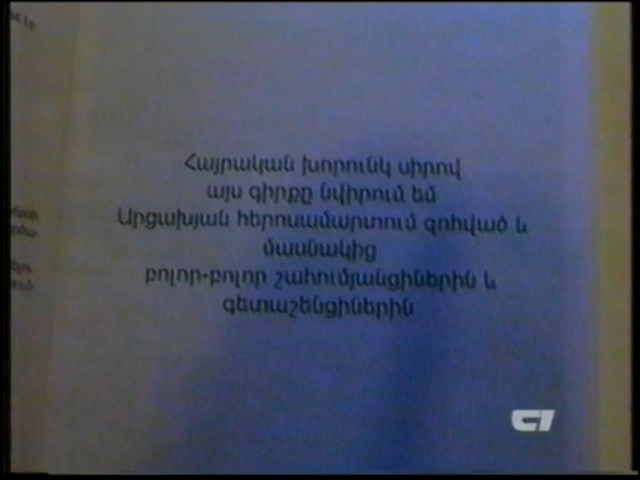 Հայրական խորունկ սիրով
այս գիրքը նվիրում եմ
Արցախյան հերոսամարտում զոհված և
մասնակից
բոլոր-բոլոր շահումյանցիներին և
գետաշենցիներին